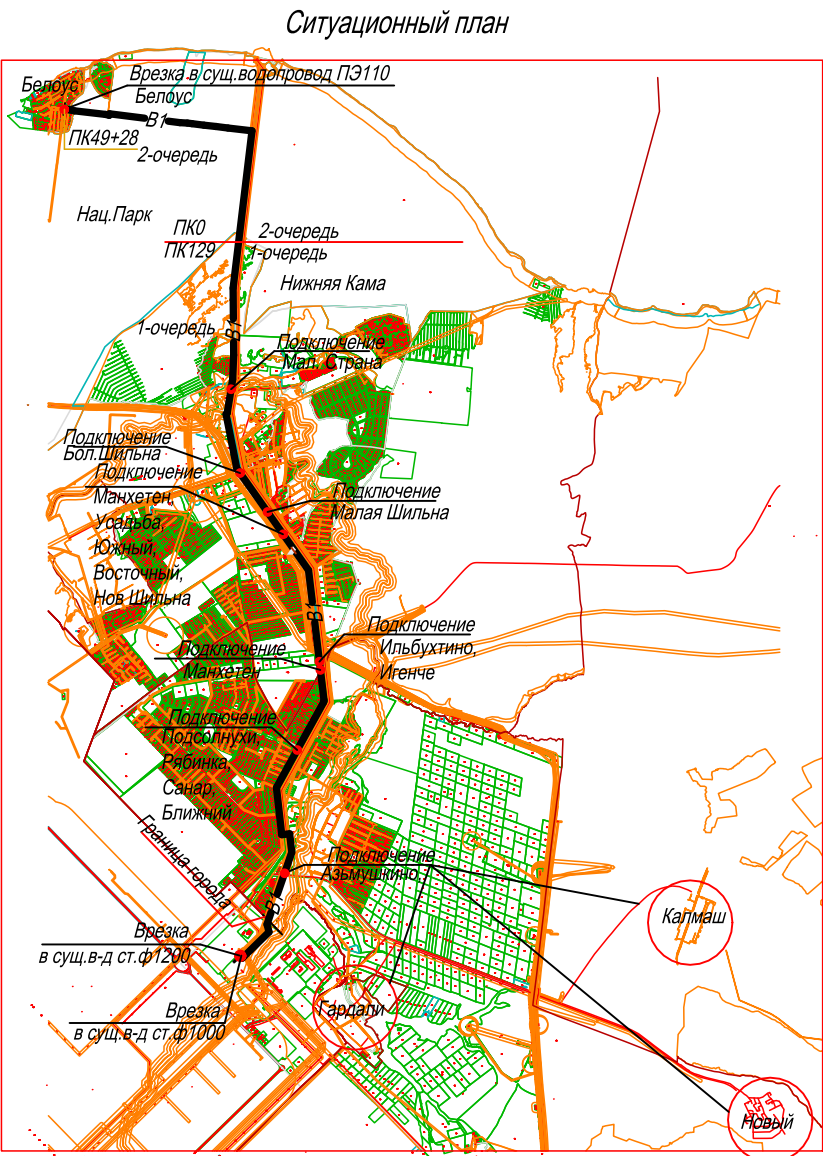 Ситуационный план
Белоус
Врезка в сущ.водопровод ПЭ110
Белоус
В1
ПК49+28
2-очередь
Нац.Парк
ПК0
2-очередь
ПК129
1-очередь
Нижняя Кама
1-очередь
В1
Подключение
Мал. Страна
Подключение
Бол.Шильна
Подключение
Манхетен,
Усадьба,
Южный,
Восточный,
Нов Шильна
Подключение
Малая Шильна
В1
Подключение
Ильбухтино,
Игенче
Подключение
Манхетен
Подключение
Подсолнухи,
Рябинка,
Санар,
Ближний
Граница города
Подключение
Азьмушкино
В1
Калмаш
Врезка
в сущ.в-д ст.ф1200
Врезка
в сущ.в-д ст.ф1000
Гардали
Новый